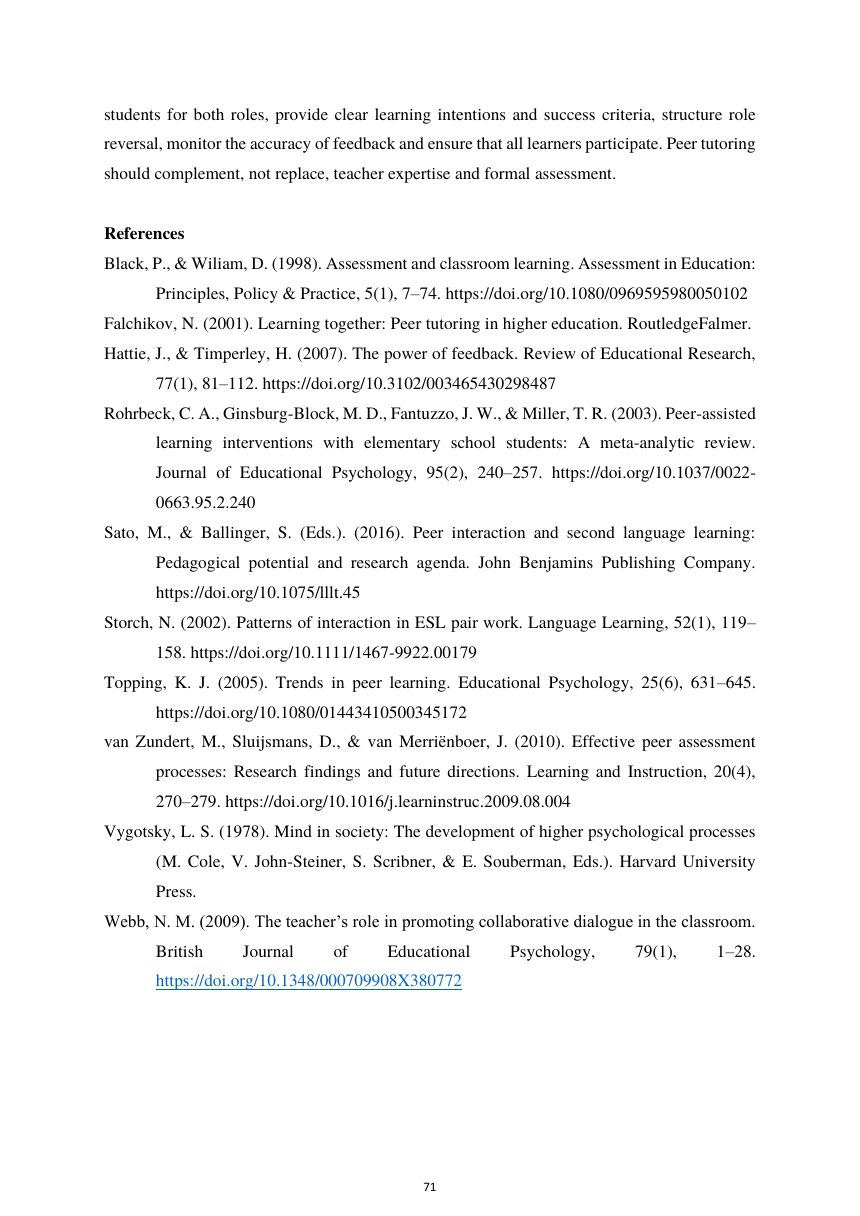 students for both roles, provide clear learning intentions and success criteria, structure role
reversal, monitor the accuracy of feedback and ensure that all learners participate. Peer tutoring
should complement, not replace, teacher expertise and formal assessment.
References
Black, P., & Wiliam, D. (1998). Assessment and classroom learning. Assessment in Education:
Principles, Policy & Practice, 5(1), 7–74. https://doi.org/10.1080/0969595980050102
Falchikov, N. (2001). Learning together: Peer tutoring in higher education. RoutledgeFalmer.
Hattie, J., & Timperley, H. (2007). The power of feedback. Review of Educational Research,
77(1), 81–112. https://doi.org/10.3102/003465430298487
Rohrbeck, C. A., Ginsburg-Block, M. D., Fantuzzo, J. W., & Miller, T. R. (2003). Peer-assisted
learning interventions with elementary school students: A meta-analytic review.
Journal of Educational Psychology, 95(2), 240–257. https://doi.org/10.1037/0022-
0663.95.2.240
Sato, M., & Ballinger, S. (Eds.). (2016). Peer interaction and second language learning:
Pedagogical potential and research agenda. John Benjamins Publishing Company.
https://doi.org/10.1075/lllt.45
Storch, N. (2002). Patterns of interaction in ESL pair work. Language Learning, 52(1), 119–
158. https://doi.org/10.1111/1467-9922.00179
Topping, K. J. (2005). Trends in peer learning. Educational Psychology, 25(6), 631–645.
https://doi.org/10.1080/01443410500345172
van Zundert, M., Sluijsmans, D., & van Merriënboer, J. (2010). Effective peer assessment
processes: Research findings and future directions. Learning and Instruction, 20(4),
270–279. https://doi.org/10.1016/j.learninstruc.2009.08.004
Vygotsky, L. S. (1978). Mind in society: The development of higher psychological processes
(M. Cole, V. John-Steiner, S. Scribner, & E. Souberman, Eds.). Harvard University
Press.
Webb, N. M. (2009). The teacher’s role in promoting collaborative dialogue in the classroom.
British Journal of Educational Psychology, 79(1), 1–28.
https://doi.org/10.1348/000709908X380772
71